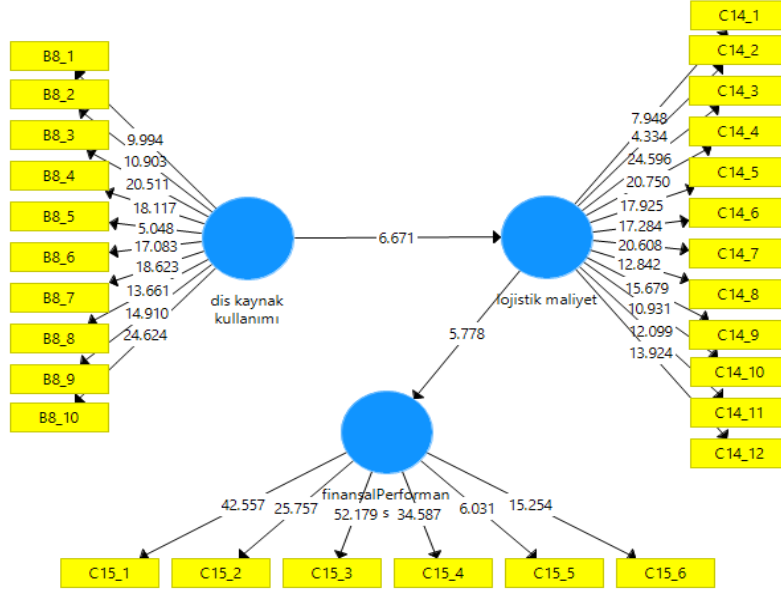 B8_1
B8_2
B8_3
B8_4
B8_5
B8_6
B8_7
B8_8
B8_9
B8_10
9.994
10.903
20.511
18.117
5.048
17.083
18.623
13.661
14.910
24.624
dis kaynak
kullanımı
6.671
lojistik maliyet
7.948
4.334
24.596
20.750
17.925
17.284
20.608
12.842
15.679
10.931
12.099
13.924
C14_1
C14_2
C14_3
C14_4
C14_5
C14_6
C14_7
C14_8
C14_9
C14_10
C14_11
C14_12
5.778
finansalPerforman
s
42.557
25.757
52.179
34.587
6.031
15.254
C15_1
C15_2
C15_3
C15_4
C15_5
C15_6